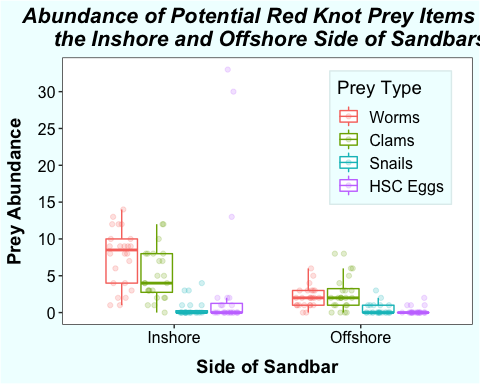 Abundance of Potential Red Knot Prey Items
the Inshore and Offshore Side of Sandbars
Prey Type
Worms
Clams
Snails
HSC Eggs
Prey Abundance
30
25
20
15
10
5
0
Inshore
Offshore
Side of Sandbar